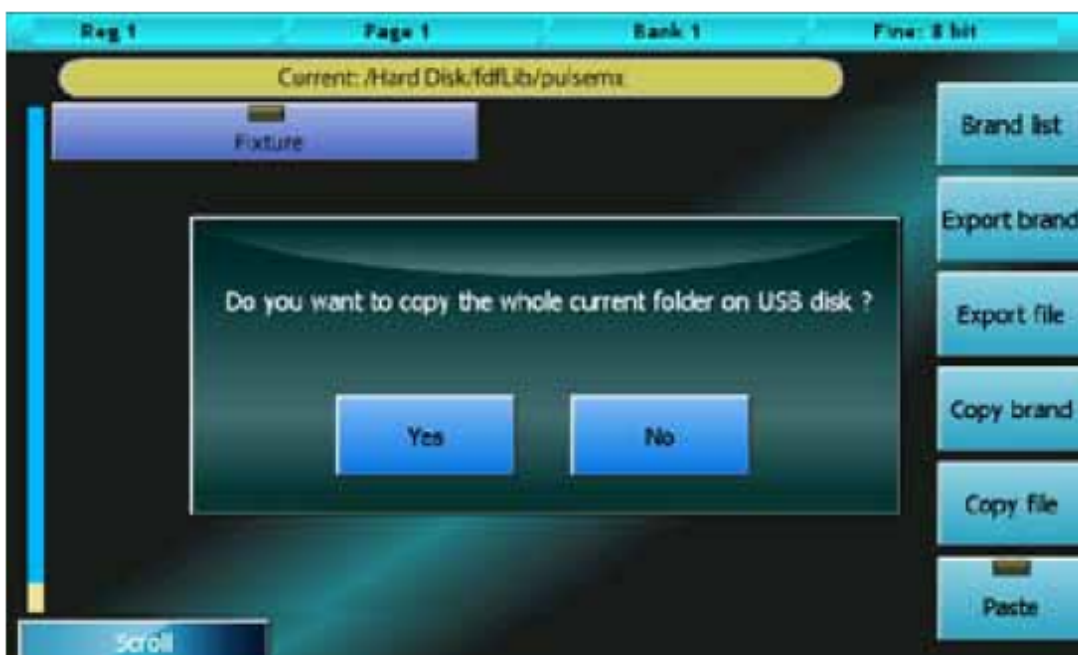 Reg 1 Page 1 Bank 1 Fine: 8 bit
Current: /Hard Disk/fdfLib/pulsemx
Fixture
Brand list
Export brand
Do you want to copy the whole current folder on USB disk ?
Export file
Yes No
Copy brand
Copy file
Paste
Scroll